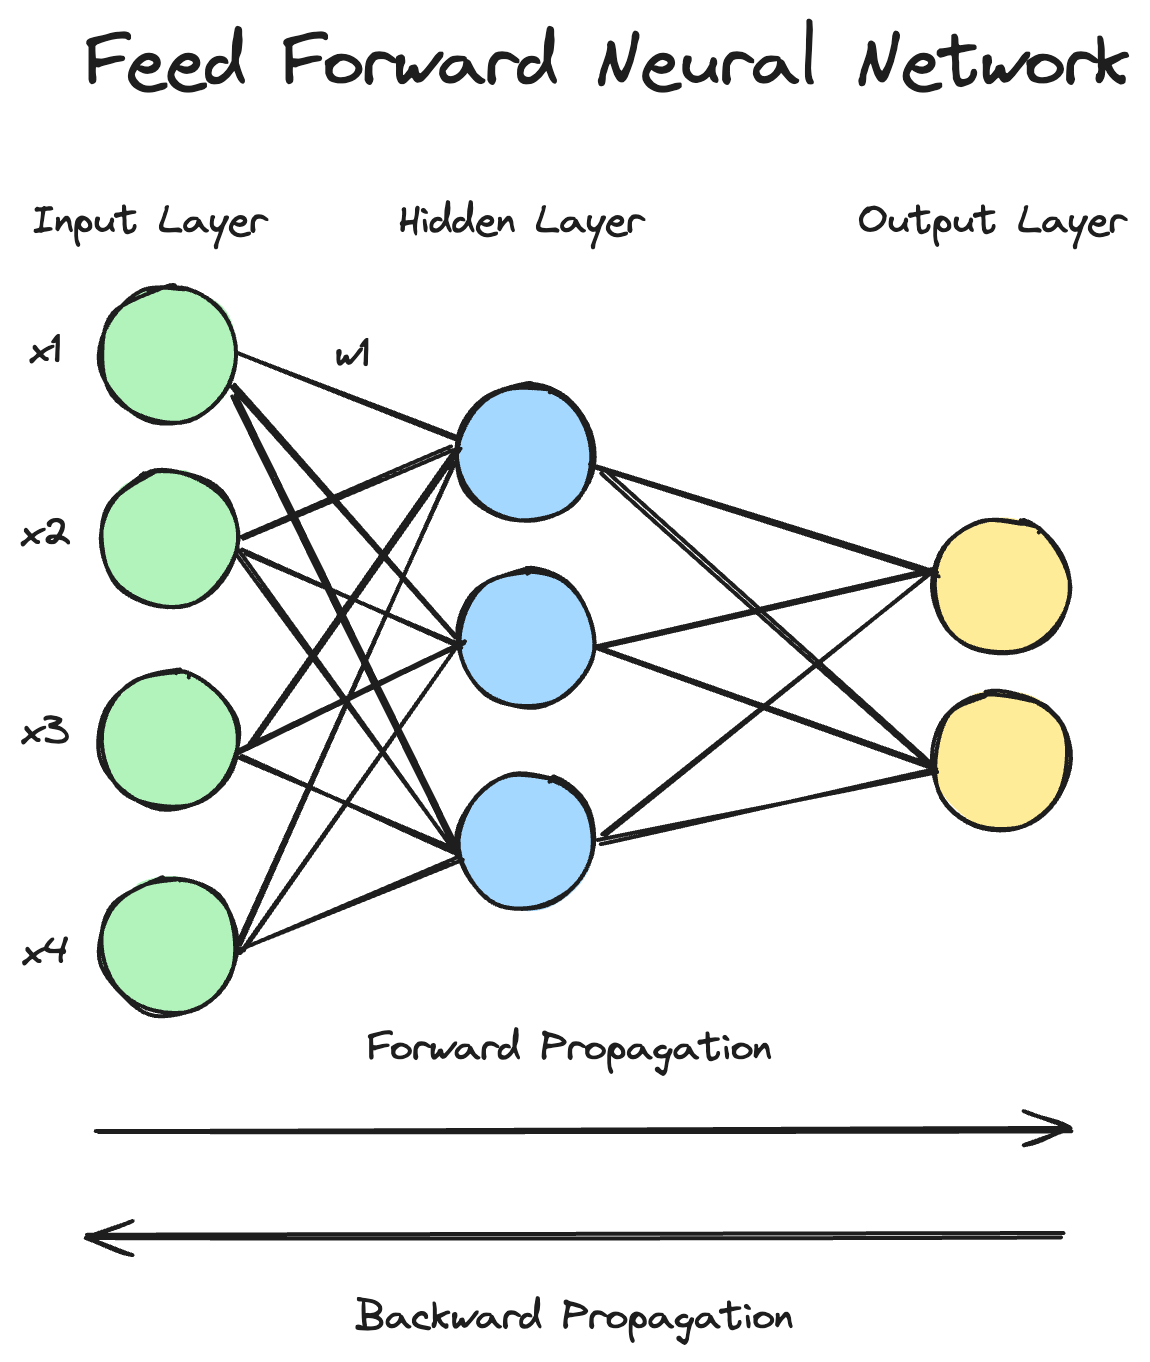 Feed Forward Neural Network
Input Layer
Hidden Layer
Output Layer
x1
w1
x2
x3
x4
Forward Propagation
Backward Propagation